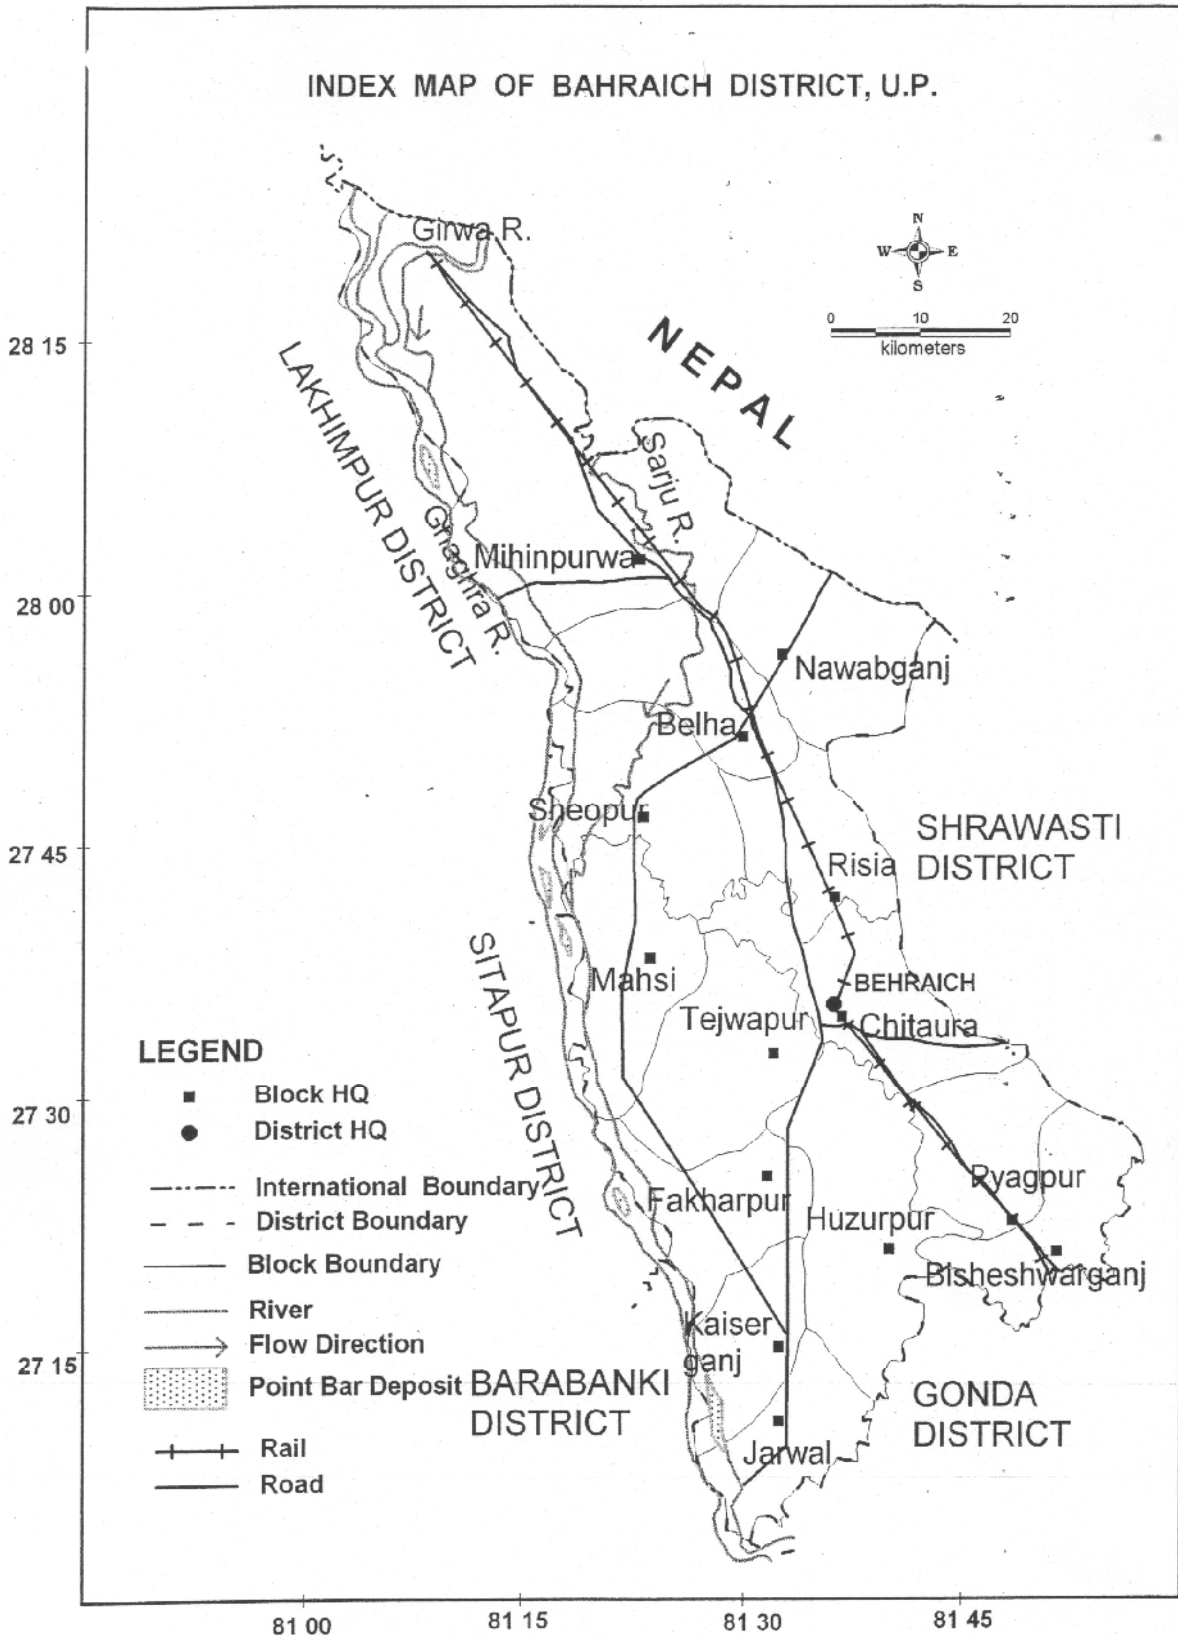 INDEX MAP OF BAHRAICH DISTRICT, U.P.
Girwa R.
N
W E
S
0 10 20
kilometers
28 15
NEPAL
LAKHIMPUR DISTRICT
Sarju R.
Ghaghra R.
Mihinpurwa
28 00
Nawabganj
Belha
Sheopur
SHRAWASTI
DISTRICT
27 45
Risia
SITAPUR DISTRICT
Mahsi
BEHRAICH
Tejwapur
Chitaura
LEGEND
Block HQ
District HQ
27 30
International Boundary
District Boundary
Block Boundary
River
Flow Direction
Point Bar Deposit
Rail
Road
Pyagpur
Fakharpur
Huzurpur
Bisheshwarganj
Kaiser
ganj
27 15
BARABANKI
DISTRICT
GONDA
DISTRICT
Jarwal
81 00 81 15 81 30 81 45